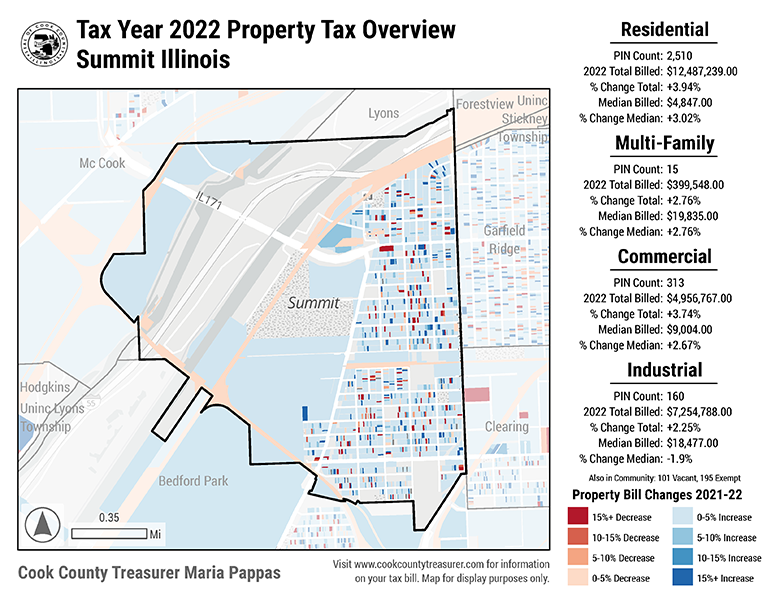 Tax Year 2022 Property Tax Overview
Summit Illinois
Lyons
Forestview
Uninc
Stickney
Township
Mc Cook
IL171
Garfield
Ridge
Summit
Hodgkins
Uninc Lyons
Township
55
Clearing
Bedford Park
0.35
Mi
Cook County Treasurer Maria Pappas
Visit www.cookcountytreasurer.com for information
on your tax bill. Map for display purposes only.
Residential
PIN Count: 2,510
2022 Total Billed: $12,487,239.00
% Change Total: +3.94%
Median Billed: $4,847.00
% Change Median: +3.02%
Multi-Family
PIN Count: 15
2022 Total Billed: $399,548.00
% Change Total: +2.76%
Median Billed: $19,835.00
% Change Median: +2.76%
Commercial
PIN Count: 313
2022 Total Billed: $4,956,767.00
% Change Total: +3.74%
Median Billed: $9,004.00
% Change Median: +2.67%
Industrial
PIN Count: 160
2022 Total Billed: $7,254,788.00
% Change Total: +2.25%
Median Billed: $18,477.00
% Change Median: -1.9%
Also in Community: 101 Vacant, 195 Exempt
Property Bill Changes 2021-22
15%+ Decrease
0-5% Increase
10-15% Decrease
5-10% Increase
5-10% Decrease
10-15% Increase
0-5% Decrease
15%+ Increase